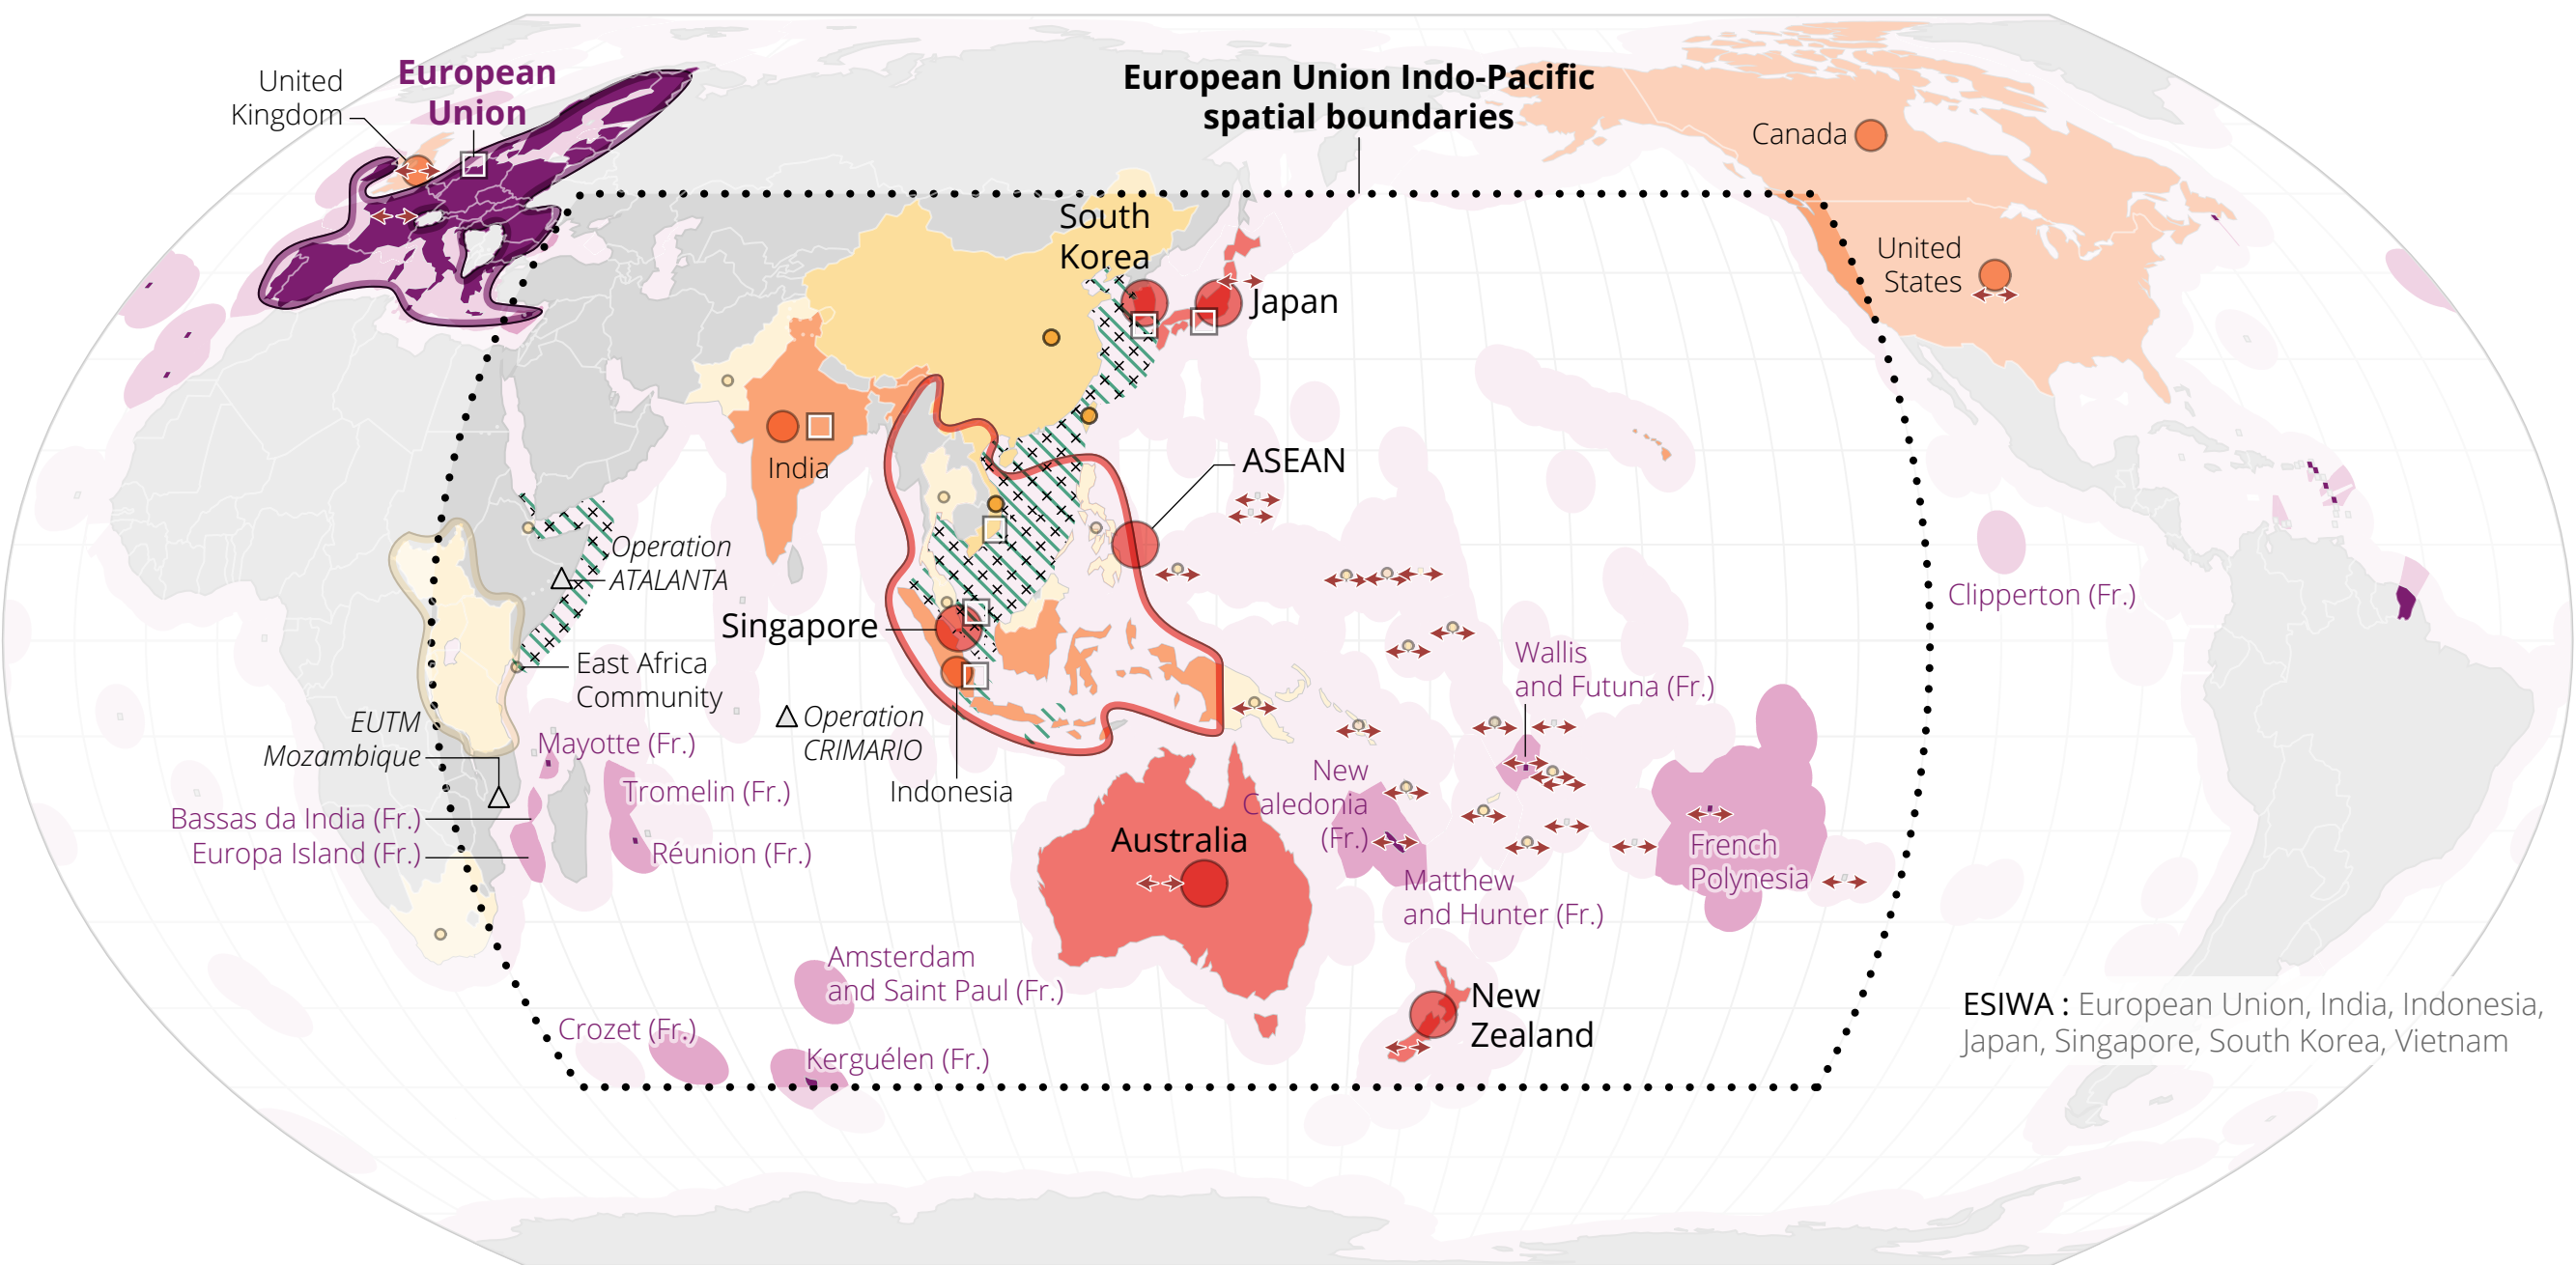 United
Kingdom
European
Union
European Union Indo-Pacific
spatial boundaries
Canada
South
Korea
United
States
Japan
India
ASEAN
Operation
ATALANTA
Clipperton (Fr.)
Singapore
East Africa
Community
Wallis
and Futuna (Fr.)
EUTM
Mozambique
Operation
CRIMARIO
Mayotte (Fr.)
Tromelin (Fr.)
Indonesia
New
Caledonia
(Fr.)
Bassas da India (Fr.)
Europa Island (Fr.)
Réunion (Fr.)
Australia
French
Polynesia
Matthew
and Hunter (Fr.)
Amsterdam
and Saint Paul (Fr.)
New
Zealand
Crozet (Fr.)
Kerguélen (Fr.)
ESIWA : European Union, India, Indonesia,
Japan, Singapore, South Korea, Vietnam